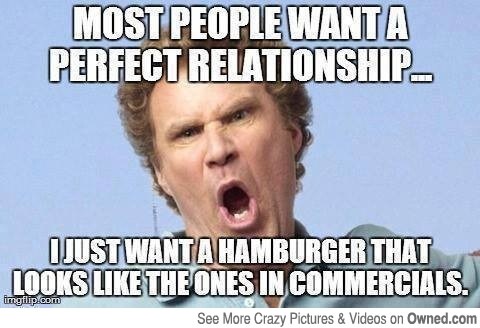 MOST PEOPLE WANT A
PERFECT RELATIONSHIP...
I JUST WANT A HAMBURGER THAT
LOOKS LIKE THE ONES IN COMMERCIALS.
imgflip.com
See More Crazy Pictures & Videos on Owned.com